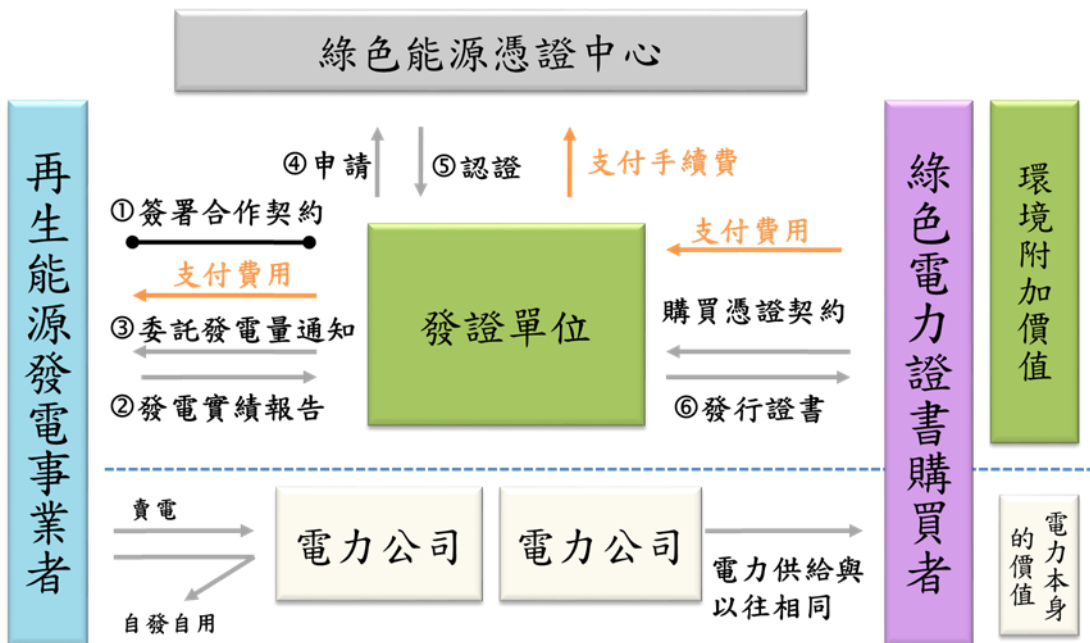 綠色能源憑證中心
再生能源發電事業者
④申請
⑤認證
支付手續費
①簽署合作契約
支付費用
③委託發電量通知
②發電實績報告
發證單位
支付費用
購買憑證契約
⑥發行證書
綠色電力證書購買者
環境附加價值
賣電
自發自用
電力公司
電力公司
電力供給與
以往相同
電力本身
的價值